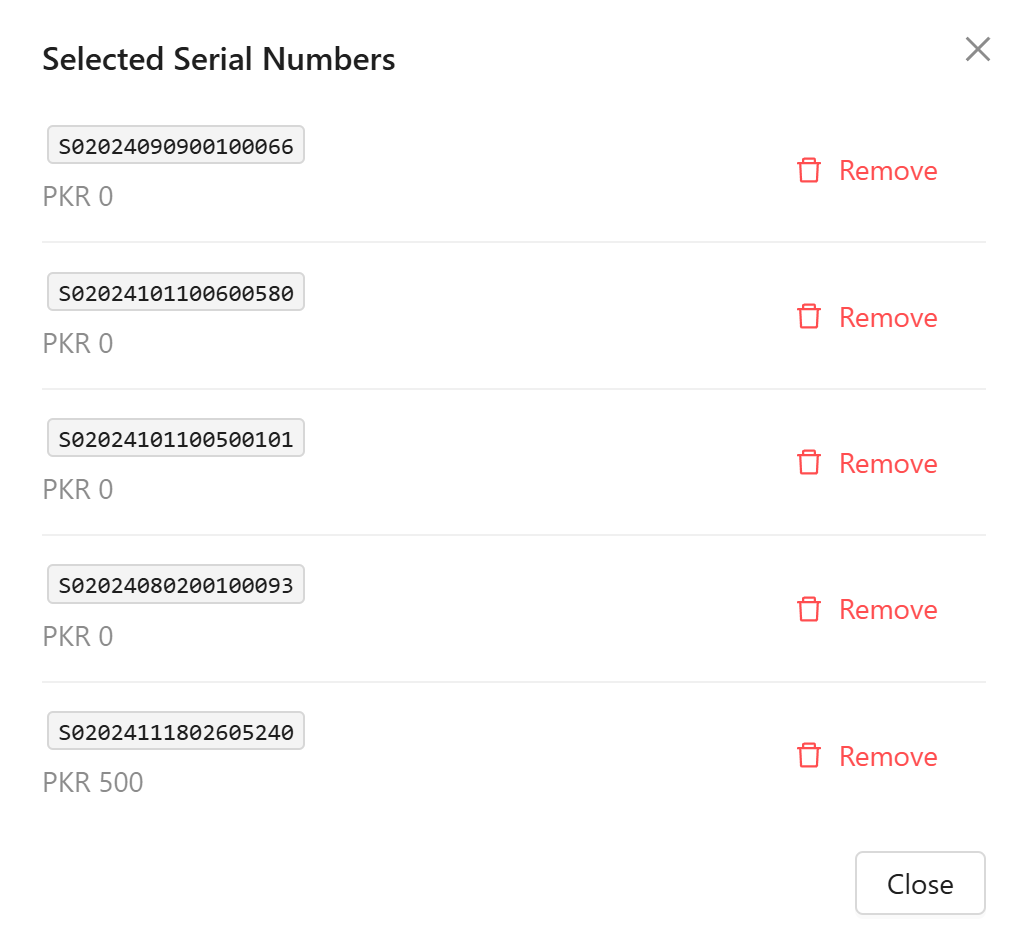 Selected Serial Numbers
S02024090900100066
Remove
PKR 0
S02024101100600580
Remove
PKR 0
S02024101100500101
Remove
PKR 0
S02024080200100093
Remove
PKR 0
S02024111802605240
Remove
PKR 500
Close